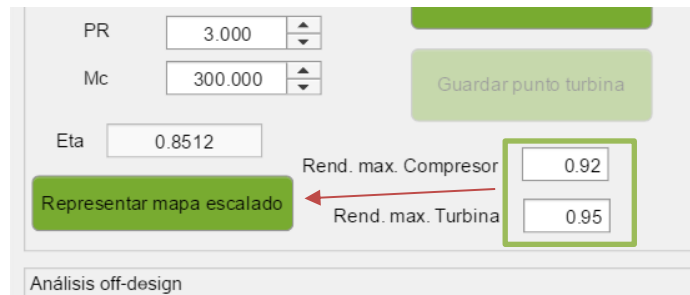 PR 3.000
Mc 300.000 Guardar punto turbina
Eta 0.8512
Rend. max. Compresor 0.92
Representar mapa escalado
Rend. max. Turbina 0.95
Análisis off-design